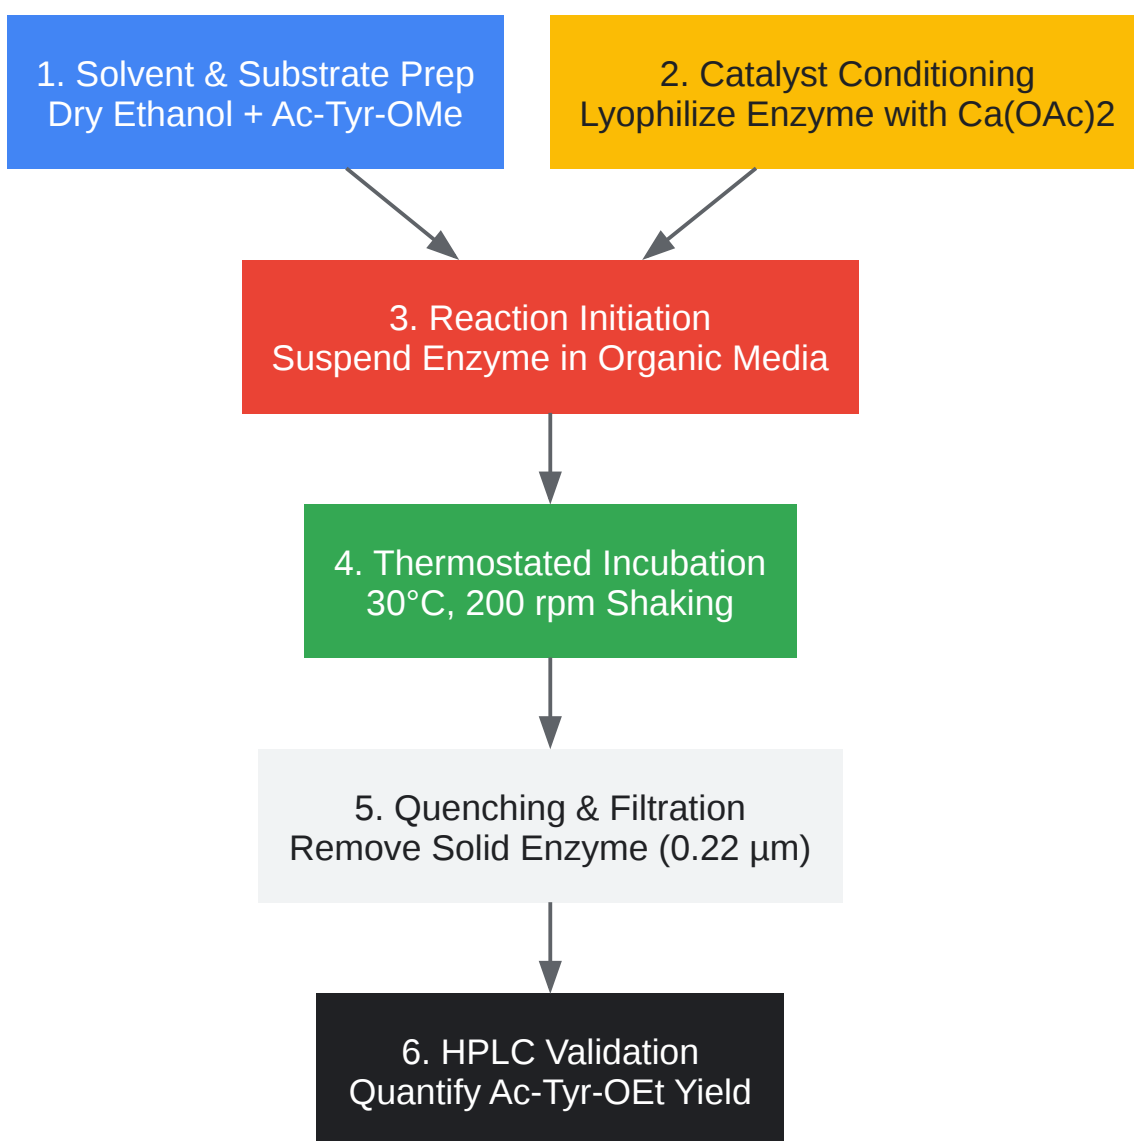 1. Solvent & Substrate Prep
Dry Ethanol + Ac-Tyr-OMe
2. Catalyst Conditioning
Lyophilize Enzyme with Ca(OAc)2
3. Reaction Initiation
Suspend Enzyme in Organic Media
4. Thermostated Incubation
30°C, 200 rpm Shaking
5. Quenching & Filtration
Remove Solid Enzyme (0.22 µm)
6. HPLC Validation
Quantify Ac-Tyr-OEt Yield